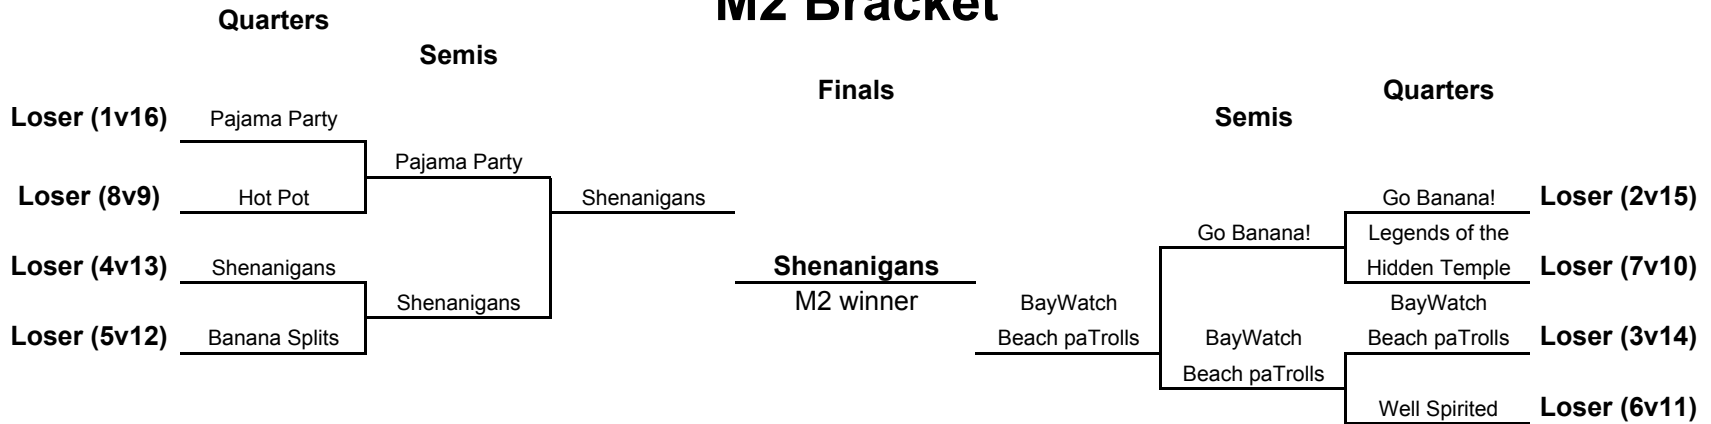 M2 Bracket
Quarters
Semis
Finals
Quarters
Semis
Loser (1v16) Pajama Party
Pajama Party
Loser (8v9) Hot Pot
Shenanigans
Go Banana! Loser (2v15)
Go Banana!
Legends of the
Hidden Temple Loser (7v10)
Loser (4v13) Shenanigans
Shenanigans
M2 winner
Shenanigans
BayWatch
Beach paTrolls
BayWatch
Beach paTrolls Loser (3v14)
Loser (5v12) Banana Splits
BayWatch
Beach paTrolls
Well Spirited Loser (6v11)